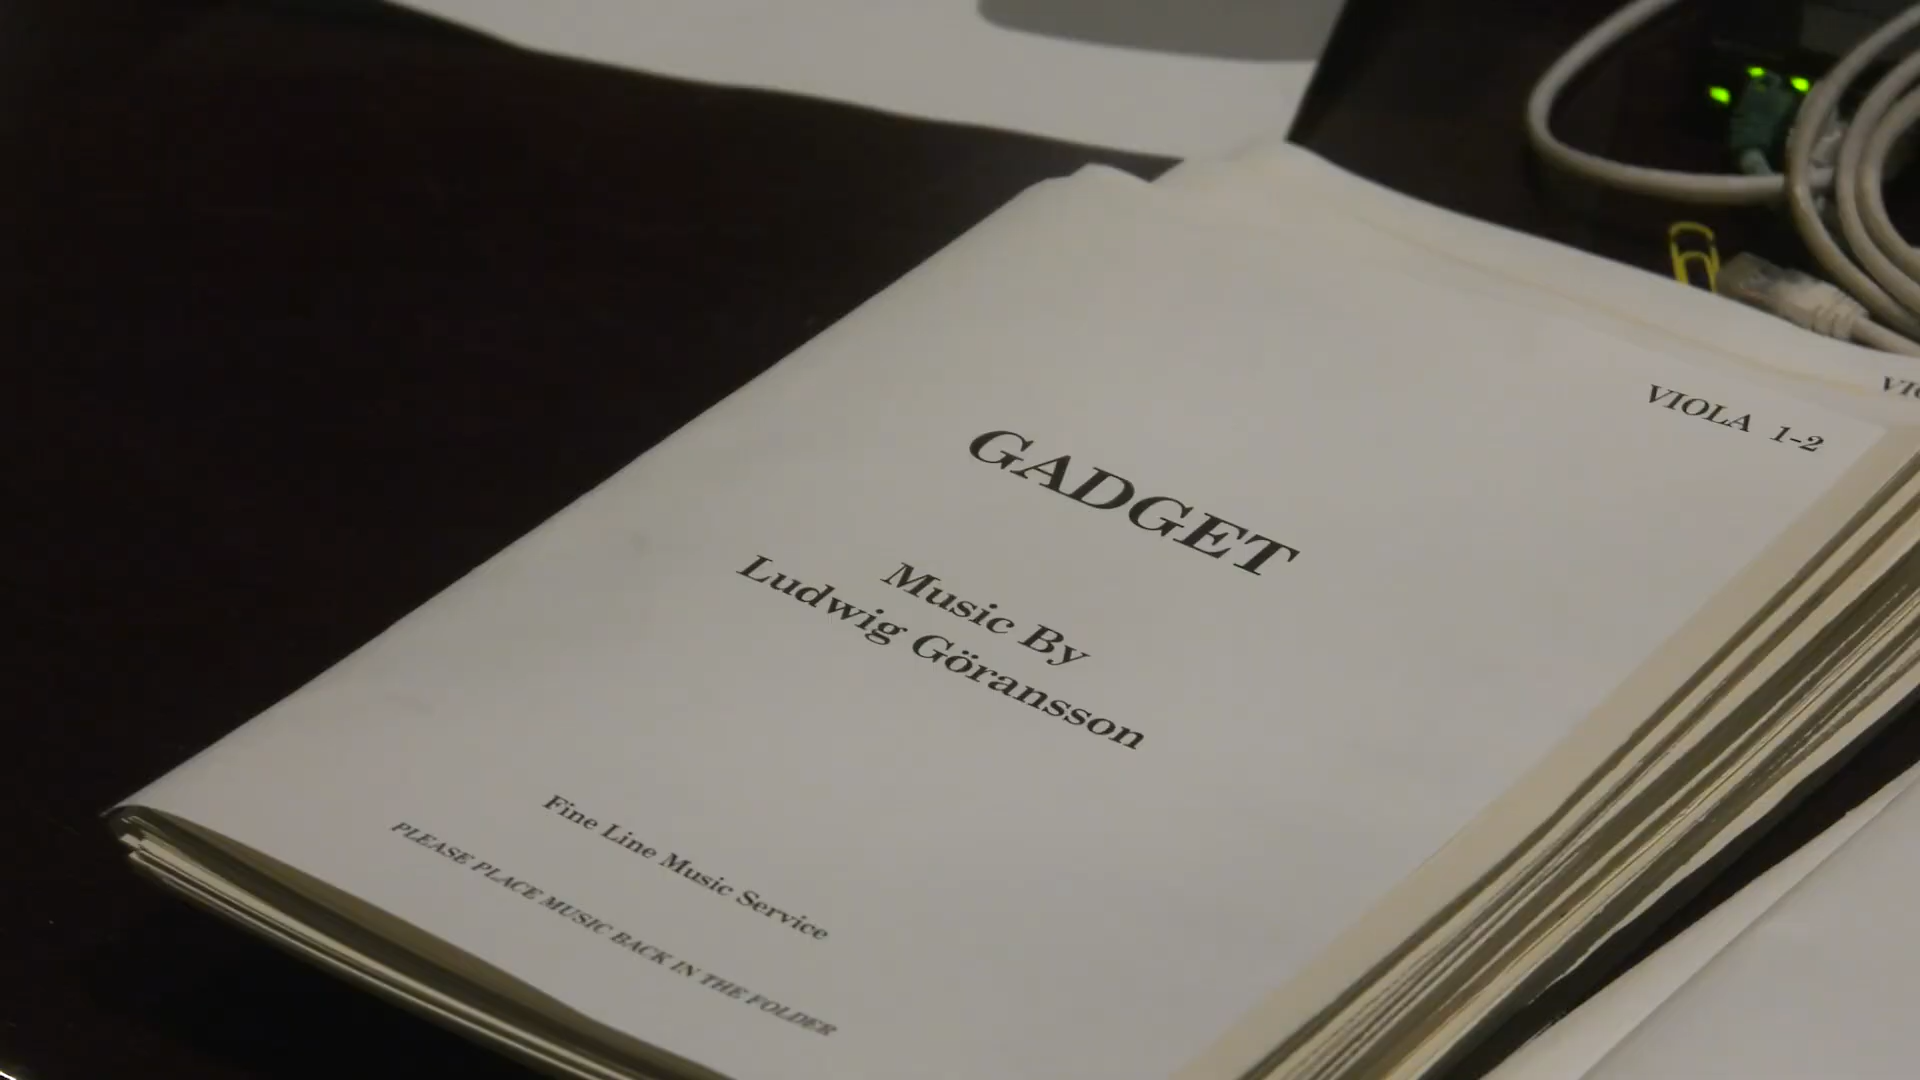 VIOLA 1-2
GADGET
Music By
Ludwig Göransson
Fine Line Music Service
PLEASE PLACE MUSIC BACK IN THE FOLDER